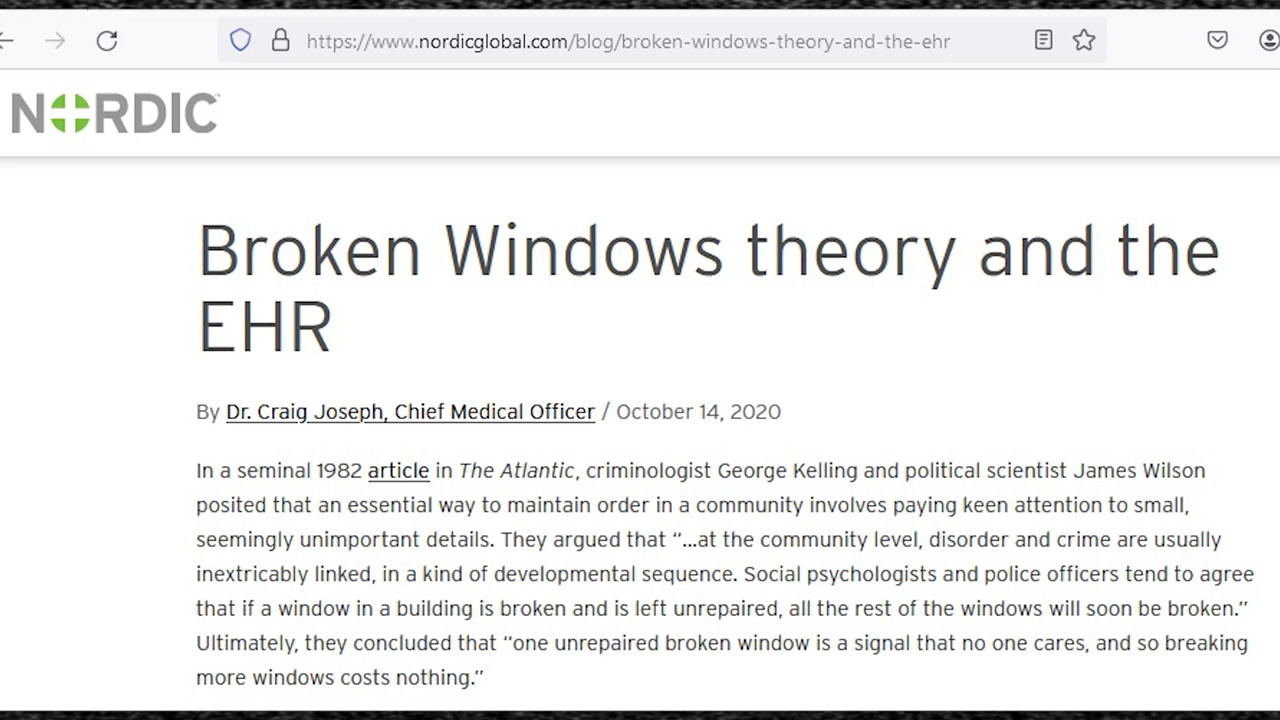 https://www.nordicglobal.com/blog/broken-windows-theory-and-the-ehr
NORDIC
Broken Windows theory and the
EHR
By Dr. Craig Joseph, Chief Medical Officer / October 14, 2020
In a seminal 1982 article in The Atlantic, criminologist George Kelling and political scientist James Wilson
posited that an essential way to maintain order in a community involves paying keen attention to small,
seemingly unimportant details. They argued that “...at the community level, disorder and crime are usually
inextricably linked, in a kind of developmental sequence. Social psychologists and police officers tend to agree
that if a window in a building is broken and is left unrepaired, all the rest of the windows will soon be broken.”
Ultimately, they concluded that “one unrepaired broken window is a signal that no one cares, and so breaking
more windows costs nothing.”